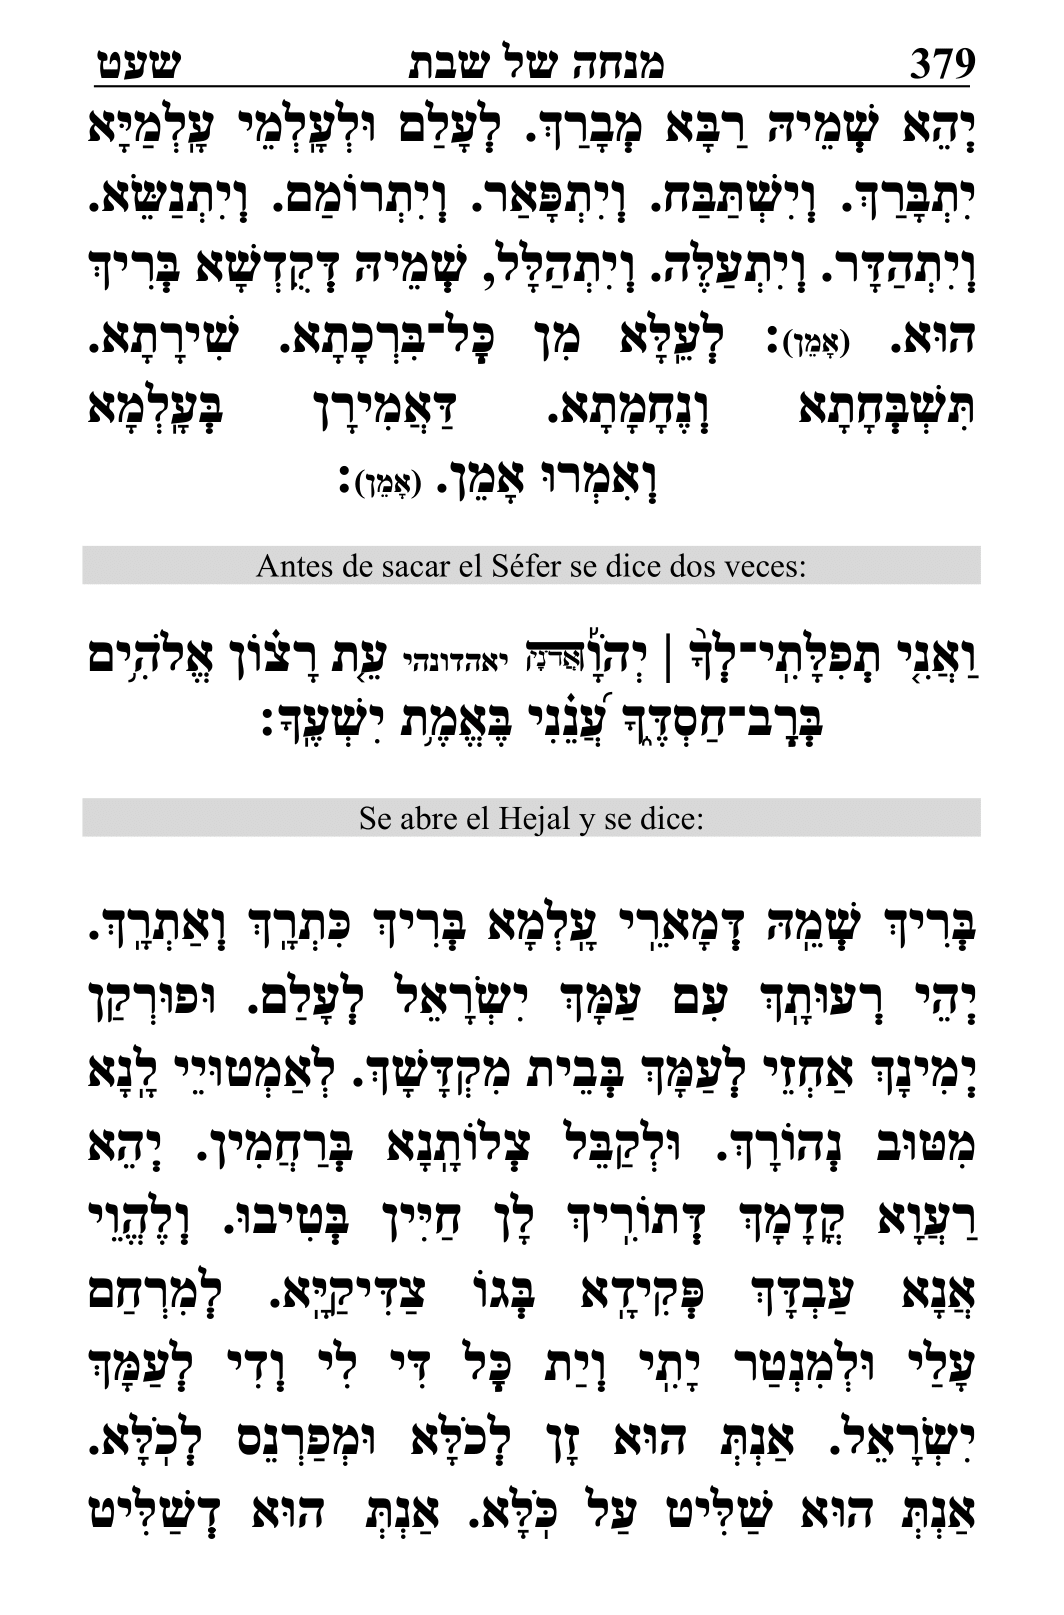 379 מנחה של שבת שעט
יְהֵא שְׁמֵיהּ רַבָּא מְבָרַךְ. לְעָלַם וּלְעָלְמֵי עָלְמַיָּא
יִתְבָּרַךְ. וְיִשְׁתַּבַּח. וְיִתְפָּאַר. וְיִתְרוֹמַם. וְיִתְנַשֵּׂא.
וְיִתְהַדָּר. וְיִתְעַלֶּה. וְיִתְהַלָּל, שְׁמֵיהּ דְּקֻדְשָׁא בְּרִיךְ
הוּא. (אָמֵן): לְעֵלָּא מִן כָּל־בִּרְכָתָא. שִׁירָתָא.
תִּשְׁבְּחָתָא וְנֶחָמָתָא. דַּאֲמִירָן בְּעָלְמָא
וְאִמְרוּ אָמֵן. (אָמֵן):
Antes de sacar el Séfer se dice dos veces:
וַאֲנִ֤י תְפִלָּתִֽי־לְךָ֨ | יְהֹוָ֡ה אֲדֹנָי יאהדונהי עֵ֤ת רָצ֗וֹן אֱלֹהִ֥ים
בְּרָב־חַסְדֶּ֑ךָ עֲ֝נֵ֗נִי בֶּאֱמֶ֥ת יִשְׁעֶֽךָ:
Se abre el Hejal y se dice:
בְּרִיךְ שְׁמֵהּ דְּמָארֵי עָלְמָא בְּרִיךְ כִּתְרָךְ וְאַתְרָךְ.
יְהֵי רְעוּתָךְ עִם עַמָּךְ יִשְׂרָאֵל לְעָלַם. וּפוּרְקַן
יְמִינָךְ אַחְזֵי לְעַמָּךְ בְּבֵית מִקְדָּשָׁךְ. לְאַמְטוּיֵי לָנָא
מִטּוּב נְהוֹרָךְ. וּלְקַבֵּל צְלוֹתָנָא בְּרַחֲמִין. יְהֵא
רַעֲוָא קֳדָמָךְ דְּתוֹרִיךְ לָן חַיִּין בְּטִיבוּ. וְלֶהֱוֵי
אֲנָא עַבְדָּךְ פְּקִידָא בְּגוֹ צַדִּיקַיָּא. לְמִרְחַם
עָלַי וּלְמִנְטַר יָתִי וְיַת כָּל דִּי לִי וְדִי לְעַמָּךְ
יִשְׂרָאֵל. אַנְתְּ הוּא זָן לְכֹלָּא וּמְפַרְנֵס לְכֹלָּא.
אַנְתְּ הוּא שַׁלִּיט עַל כֹּלָּא. אַנְתְּ הוּא דְשַׁלִּיט